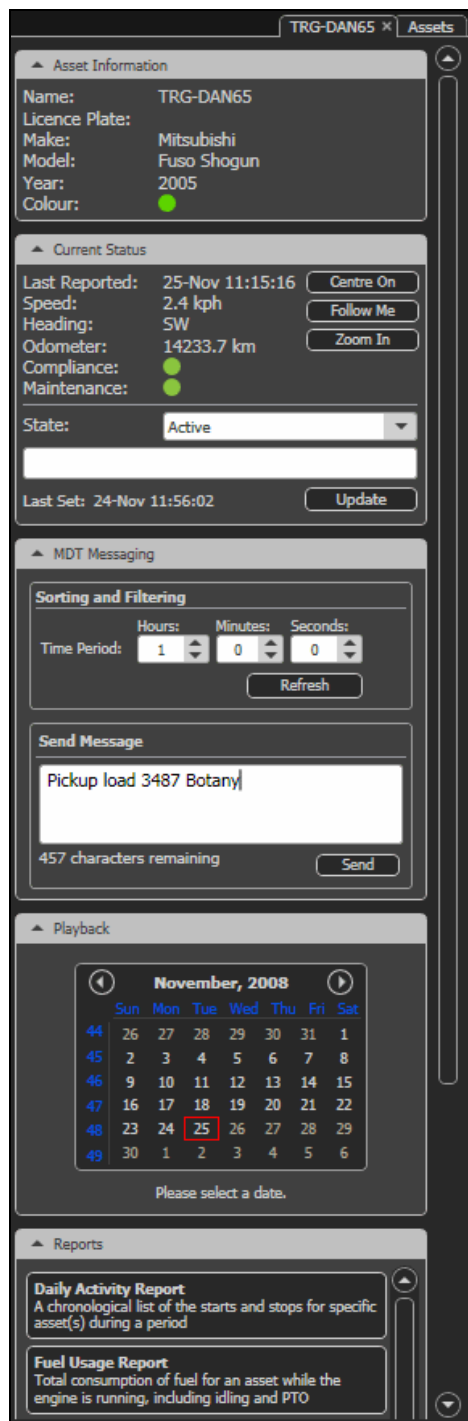 TRG-DAN65 × Assets
Asset Information
Name: TRG-DAN65
Licence Plate:
Make: Mitsubishi
Model: Fuso Shogun
Year: 2005
Colour:
Current Status
Last Reported: 25-Nov 11:15:16 Centre On
Speed: 2.4 kph Follow Me
Heading: SW
Odometer: 14233.7 km Zoom In
Compliance:
Maintenance:
State: Active
Last Set: 24-Nov 11:56:02 Update
MDT Messaging
Sorting and Filtering
Hours: Minutes: Seconds:
Time Period: 1 0 0
Refresh
Send Message
Pickup load 3487 Botany
457 characters remaining Send
Playback
November, 2008
Sun Mon Tue Wed Thu Fri Sat
44 26 27 28 29 30 31 1
45 2 3 4 5 6 7 8
46 9 10 11 12 13 14 15
47 16 17 18 19 20 21 22
48 23 24 25 26 27 28 29
49 30 1 2 3 4 5 6
Please select a date.
Reports
Daily Activity Report
A chronological list of the starts and stops for specific
asset(s) during a period
Fuel Usage Report
Total consumption of fuel for an asset while the
engine is running, including idling and PTO